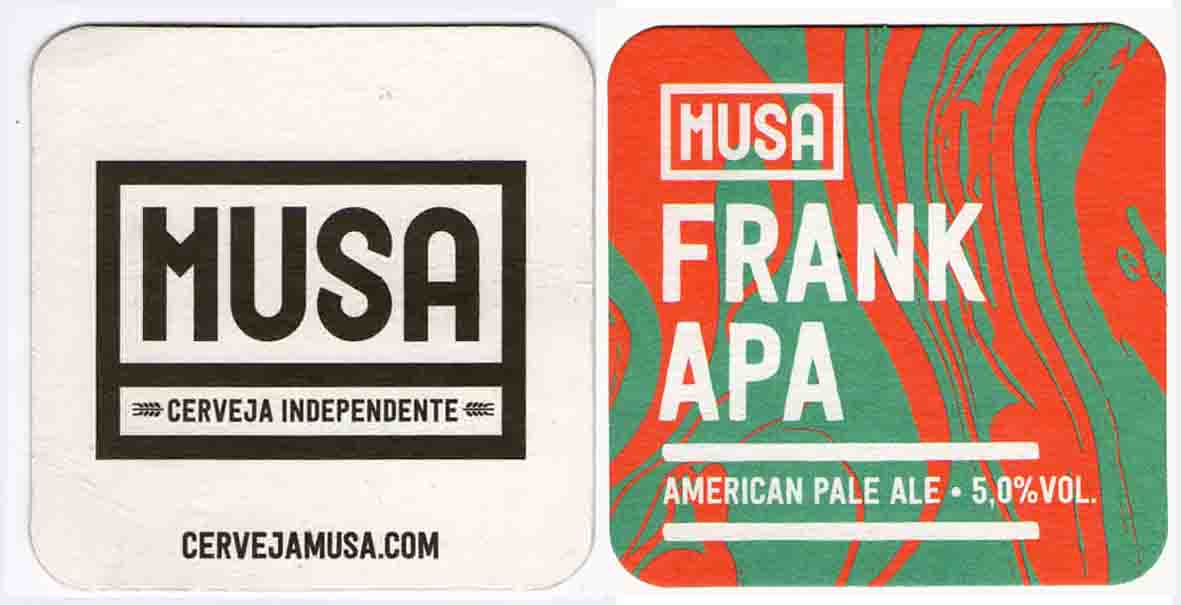 MUSA
CERVEJA INDEPENDENTE
CERVEJAMUSA.COM
MUSA
FRANK
APA
AMERICAN PALE ALE • 5,0%VOL.